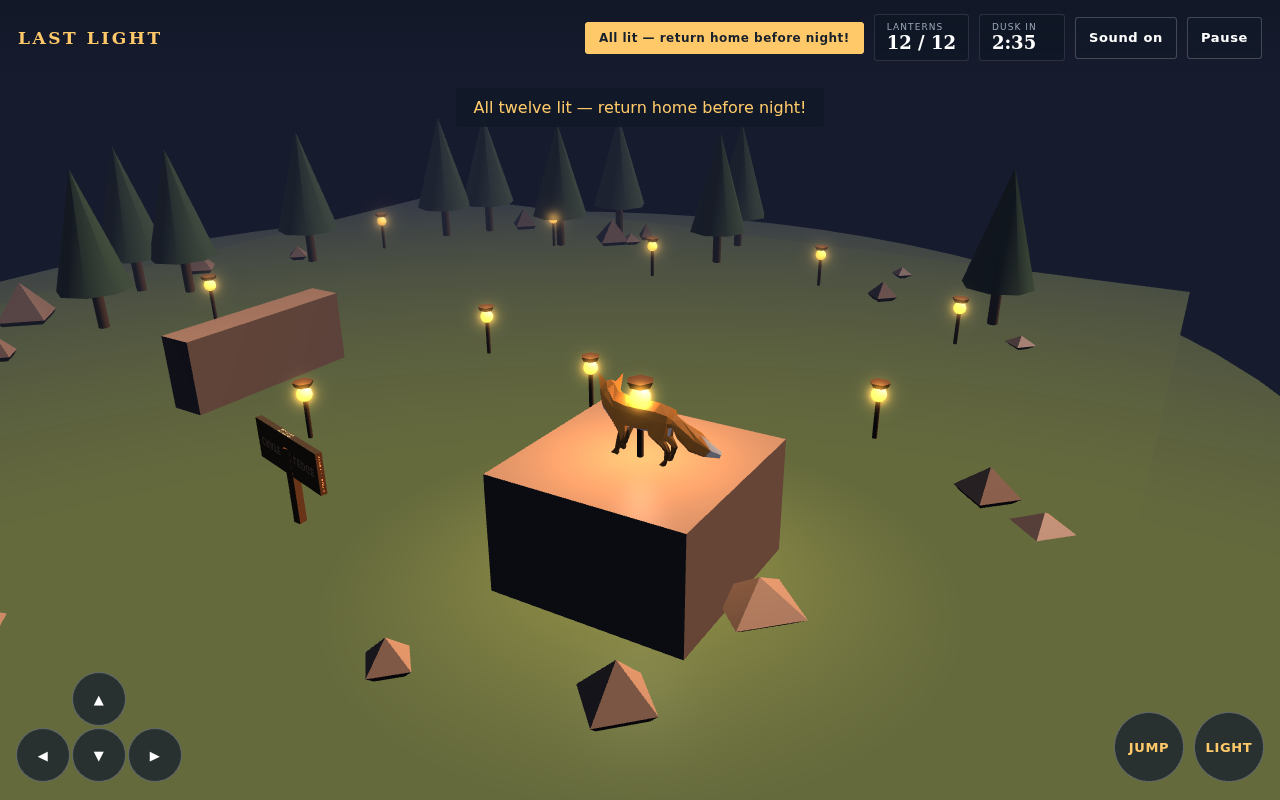 LAST LIGHT
All lit — return home before night!
LANTERNS
12 / 12
DUSK IN
2:35
Sound on
Pause
All twelve lit — return home before night!
JUMP
LIGHT